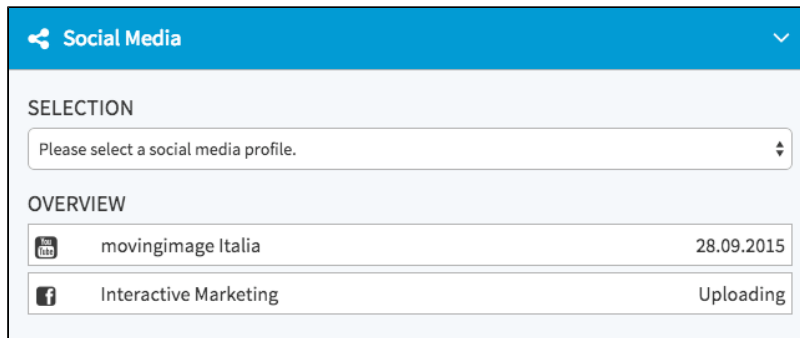 Social Media
SELECTION
Please select a social media profile.
OVERVIEW
You Tube movingimage Italia 28.09.2015
f Interactive Marketing Uploading